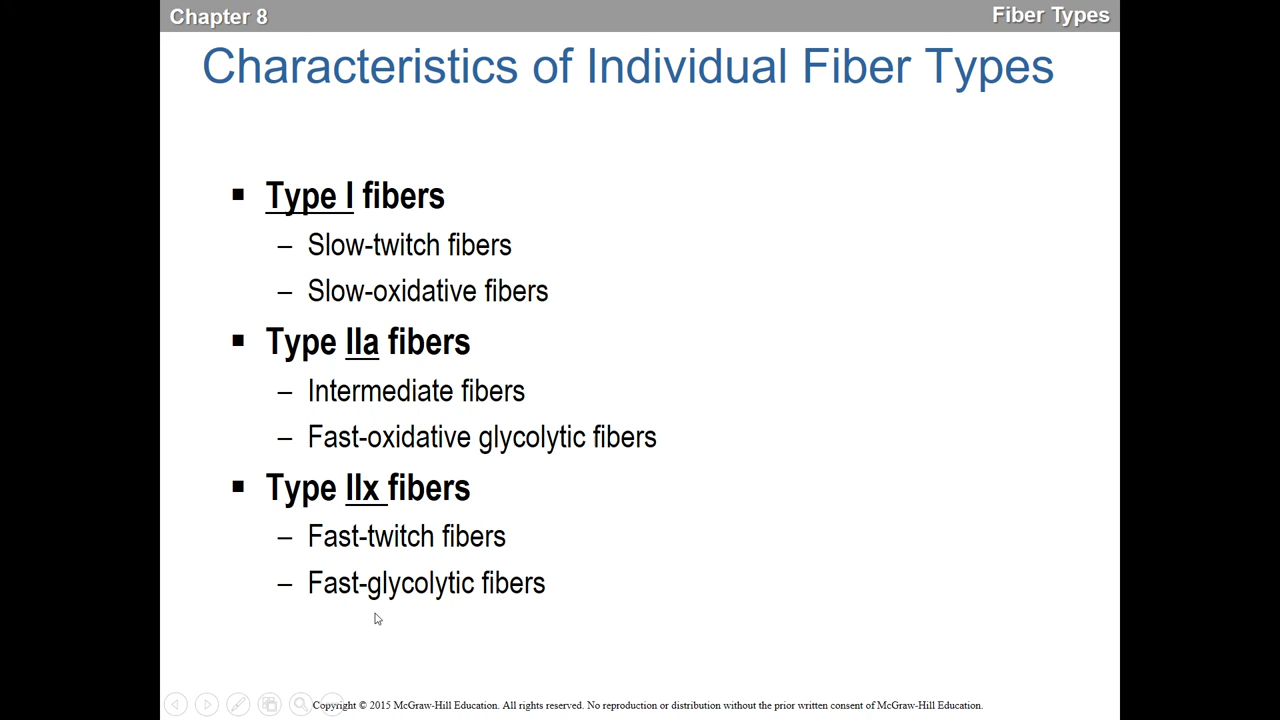 Chapter 8
Fiber Types
Characteristics of Individual Fiber Types
▪ Type I fibers
– Slow-twitch fibers
– Slow-oxidative fibers
▪ Type IIa fibers
– Intermediate fibers
– Fast-oxidative glycolytic fibers
▪ Type IIx fibers
– Fast-twitch fibers
– Fast-glycolytic fibers
Copyright © 2015 McGraw-Hill Education. All rights reserved. No reproduction or distribution without the prior written consent of McGraw-Hill Education.